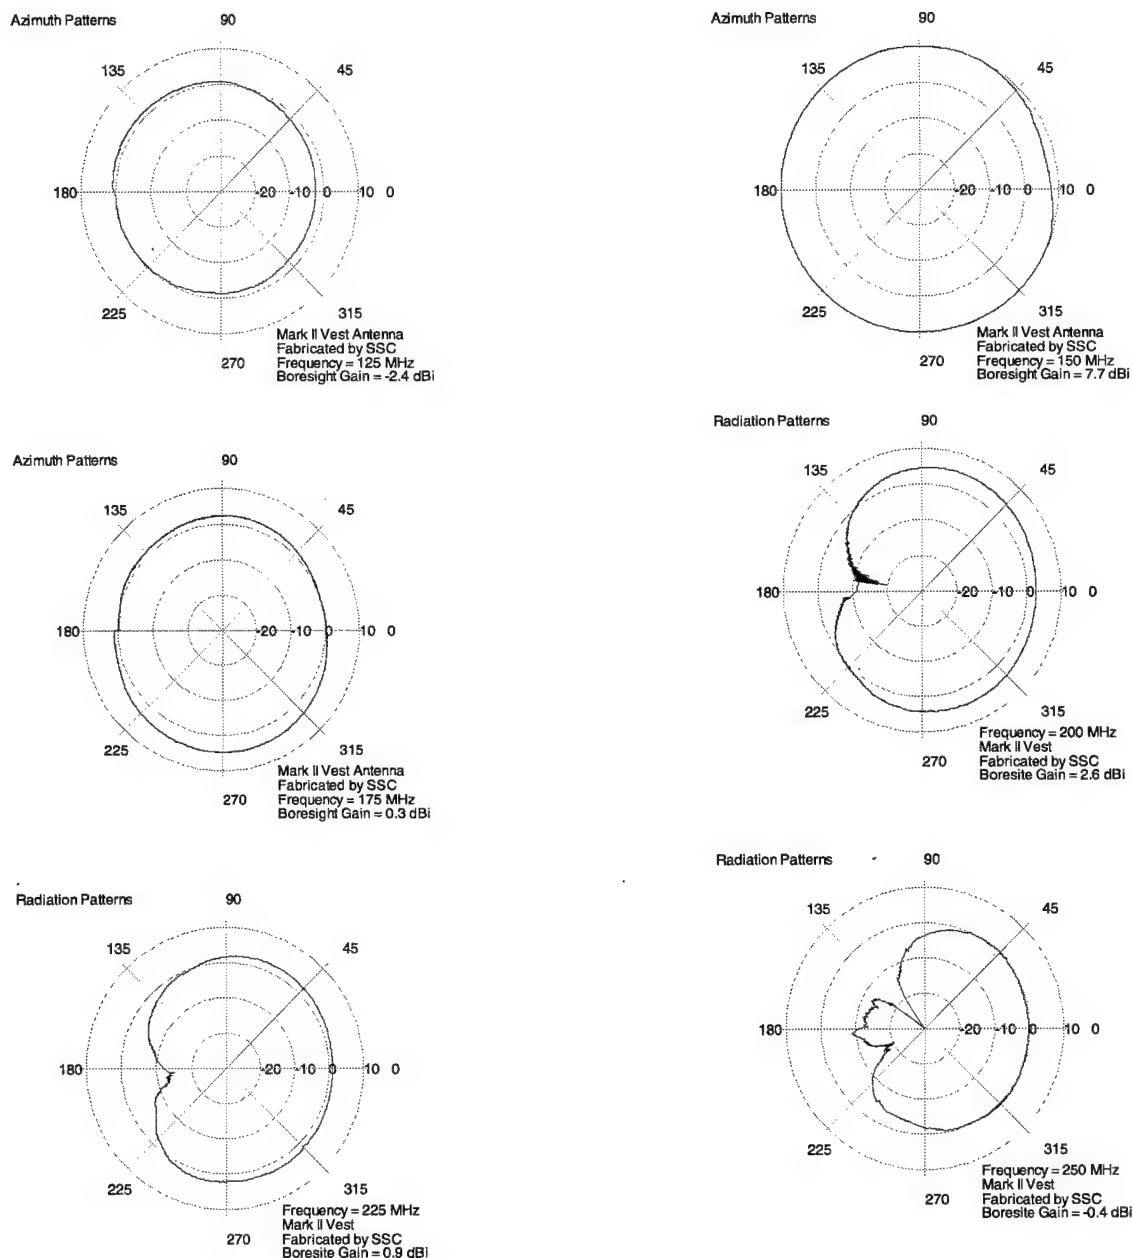 Azimuth Patterns
90
135
45
180
-20 -10 0 10 0
225
315
270
Mark II Vest Antenna
Fabricated by SSC
Frequency = 125 MHz
Boresight Gain = -2.4 dBi
Azimuth Patterns
90
135
45
180
-20 -10 0 10 0
225
315
270
Mark II Vest Antenna
Fabricated by SSC
Frequency = 150 MHz
Boresight Gain = 7.7 dBi
Azimuth Patterns
90
135
45
180
-20 -10 0 10 0
225
315
270
Mark II Vest Antenna
Fabricated by SSC
Frequency = 175 MHz
Boresight Gain = 0.3 dBi
Radiation Patterns
90
135
45
180
-20 -10 0 10 0
225
315
270
Frequency = 200 MHz
Mark II Vest
Fabricated by SSC
Boresite Gain = 2.6 dBi
Radiation Patterns
90
135
45
180
-20 -10 0 10 0
225
315
270
Frequency = 225 MHz
Mark II Vest
Fabricated by SSC
Boresite Gain = 0.9 dBi
Radiation Patterns
90
135
45
180
-20 -10 0 10 0
225
315
270
Frequency = 250 MHz
Mark II Vest
Fabricated by SSC
Boresite Gain = -0.4 dBi